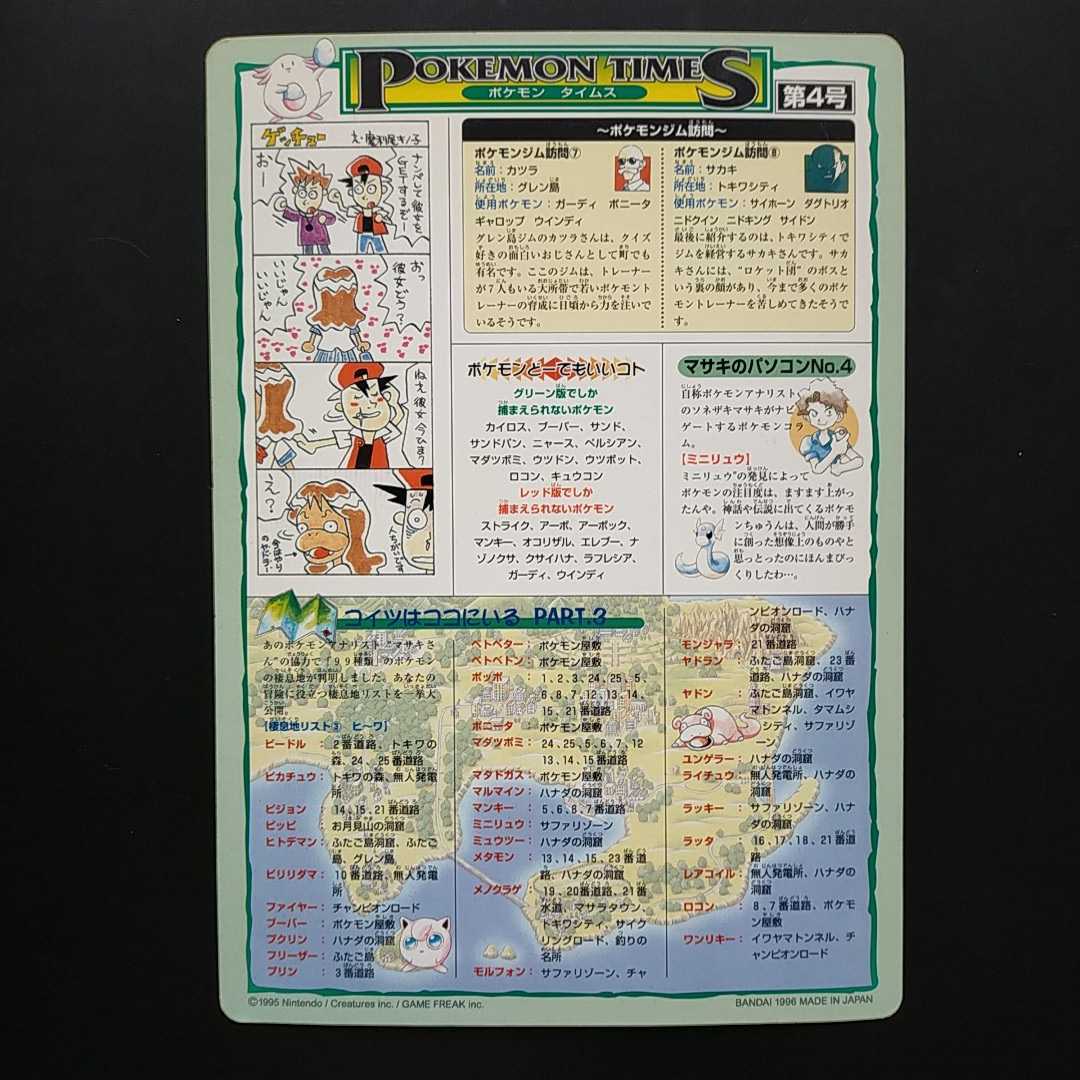 POKEMON TIMES
ポケモン タイムス
第4号
ゲッチュー
え・魔利尾キノ子
ナンパして彼女を
GETするぞー
おー
おっ
彼女どう?
いいじゃん
いいじゃん
ねえ彼女今ひま?
え?
～ポケモンジム訪問～
ポケモンジム訪問⑦
名前：カツラ
所在地：グレン島
使用ポケモン：ガーディ ポニータ
ギャロップ ウインディ
グレン島ジムのカツラさんは、クイズ
好きの面白いおじさんとして町でも
有名です。ここのジムは、トレーナー
が7人もいる大所帯で若いポケモント
レーナーの育成に日頃から力を注いで
いるそうです。
ポケモンジム訪問⑧
名前：サカキ
所在地：トキワシティ
使用ポケモン：サイホーン ダグトリオ
ニドクイン ニドキング サイドン
最後に紹介するのは、トキワシティで
ジムを経営するサカキさんです。サカ
キさんには、“ロケット団”のボスと
いう裏の顔があり、今まで多くのポケ
モントレーナーを苦しめてきたそうで
す。
ポケモンどーでもいいコト
グリーン版でしか
捕まえられないポケモン
カイロス、ブーバー、サンド、
サンドパン、ニャース、ペルシアン、
マダツボミ、ウツドン、ウツボット、
ロコン、キュウコン
レッド版でしか
捕まえられないポケモン
ストライク、アーボ、アーボック、
マンキー、オコリザル、エレブー、ナ
ゾノクサ、クサイハナ、ラフレシア、
ガーディ、ウインディ
マサキのパソコンNo.4
自称ポケモンアナリスト
のソネザキマサキがナビ
ゲートするポケモンコラ
ム。
【ミニリュウ】
ミニリュウ”の発見によって
ポケモンの注目度は、ますます上がっ
たんや。神話や伝説に出てくるポケモ
ンちゅうんは、人間が勝手
に創った想像上のものやと
思っとったのにほんまびっ
くりしたわ…。
コイツはココにいる PART.3
あのポケモンアナリスト“マサキさ
ん”の協力で「99種類」のポケモン
の棲息地が判明しました。あなたの
冒険に役立つ棲息地リストを一挙大
公開。
【棲息地リスト③ ヒーワ】
ビードル：2番道路、トキワの
森、24、25番道路
ピカチュウ：トキワの森、無人発電
所
ピジョン：14、15、21番道路
ピッピ：お月見山の洞窟
ヒトデマン：ふたご島洞窟、ふたご
島、グレン島
ビリリダマ：10番道路、無人発電
所
ファイヤー：チャンピオンロード
ブーバー：ポケモン屋敷
プクリン：ハナダの洞窟
フリーザー：ふたご島
プリン：3番道路
ベトベター：ポケモン屋敷
ベトベトン：ポケモン屋敷
ポッポ：1、2、3、24、25、5
6、8、7、12、13、14、
15、21番道路
ポニータ：ポケモン屋敷
マダツボミ：24、25、5、6、7、12
13、14、15番道路
マタドガス：ポケモン屋敷
マルマイン：ハナダの洞窟
マンキー：5、6、8、7番道路
ミニリュウ：サファリゾーン
ミュウツー：ハナダの洞窟
メタモン：13、14、15、23番道
路、ハナダの洞窟
メノクラゲ：19、20番道路、21番
水道、マサラタウン、
トキワシティ、サイク
リングロード、釣りの
名所
モルフォン：サファリゾーン、チャ
ンピオンロード、ハナ
ダの洞窟
モンジャラ：21番道路
ヤドラン：ふたご島洞窟、23番
道路、ハナダの洞窟
ヤドン：ふたご島洞窟、イワヤ
マトンネル、タマムシ
シティ、サファリゾー
ン
ユンゲラー：ハナダの洞窟
ライチュウ：無人発電所、ハナダの
洞窟
ラッキー：サファリゾーン、ハナ
ダの洞窟
ラッタ：16、17、18、21番道
路
レアコイル：無人発電所、ハナダの
洞窟
ロコン：8、7番道路、ポケモ
ン屋敷
ワンリキー：イワヤマトンネル、チ
ャンピオンロード
©1995 Nintendo / Creatures inc. / GAME FREAK inc.
BANDAI 1996 MADE IN JAPAN